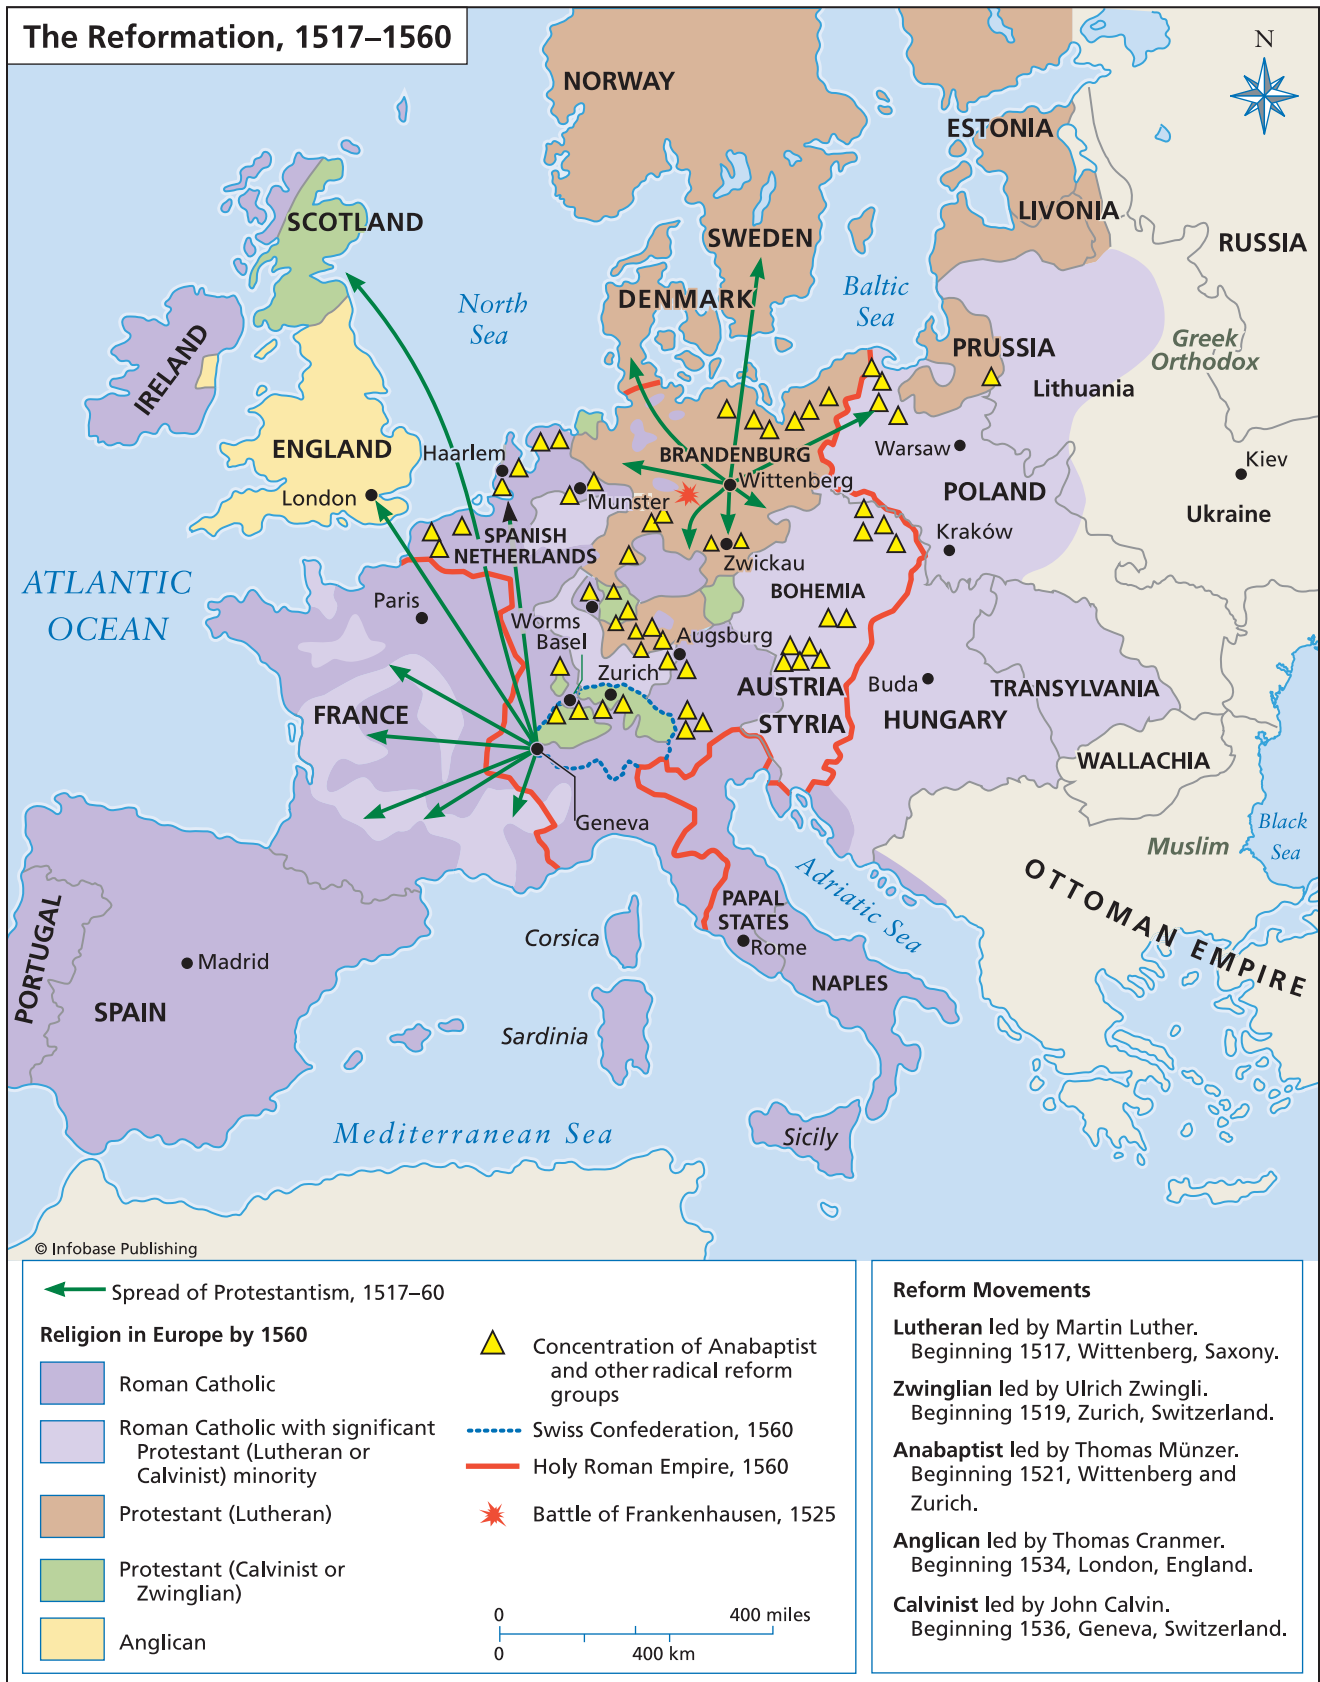 The Reformation, 1517–1560
N
NORWAY
ESTONIA
LIVONIA
RUSSIA
SCOTLAND
SWEDEN
North
Sea
DENMARK
Baltic
Sea
Greek
Orthodox
IRELAND
PRUSSIA
Lithuania
ENGLAND
Haarlem
BRANDENBURG
Warsaw
Kiev
London
Munster
Wittenberg
POLAND
Ukraine
SPANISH
NETHERLANDS
Kraków
Zwickau
ATLANTIC
OCEAN
Paris
BOHEMIA
Worms
Basel
Augsburg
Zurich
AUSTRIA
Buda
TRANSYLVANIA
FRANCE
STYRIA
HUNGARY
WALLACHIA
Geneva
Black
Sea
Muslim
Adriatic Sea
OTTOMAN EMPIRE
PAPAL
STATES
Corsica
Rome
PORTUGAL
Madrid
NAPLES
SPAIN
Sardinia
Mediterranean Sea
Sicily
© Infobase Publishing
Spread of Protestantism, 1517–60
Religion in Europe by 1560
Roman Catholic
Roman Catholic with significant
Protestant (Lutheran or
Calvinist) minority
Protestant (Lutheran)
Protestant (Calvinist or
Zwinglian)
Anglican
Concentration of Anabaptist
and other radical reform
groups
Swiss Confederation, 1560
Holy Roman Empire, 1560
Battle of Frankenhausen, 1525
0 400 miles
0 400 km
Reform Movements
Lutheran led by Martin Luther.
Beginning 1517, Wittenberg, Saxony.
Zwinglian led by Ulrich Zwingli.
Beginning 1519, Zurich, Switzerland.
Anabaptist led by Thomas Münzer.
Beginning 1521, Wittenberg and
Zurich.
Anglican led by Thomas Cranmer.
Beginning 1534, London, England.
Calvinist led by John Calvin.
Beginning 1536, Geneva, Switzerland.